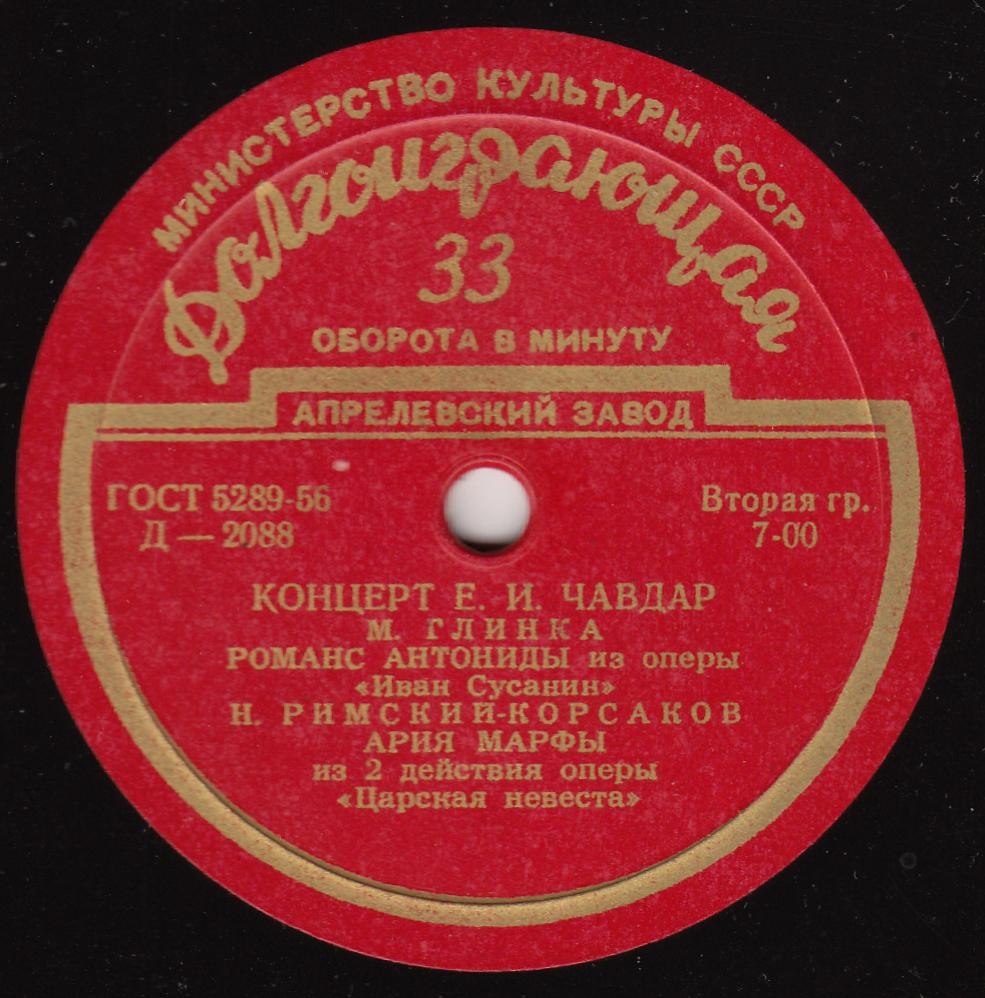 МИНИСТЕРСТВО КУЛЬТУРЫ СССР
Долгоиграющая
33
ОБОРОТА В МИНУТУ
АПРЕЛЕВСКИЙ ЗАВОД
ГОСТ 5289-56
Д — 2088
Вторая гр.
7-00
КОНЦЕРТ Е. И. ЧАВДАР
М. ГЛИНКА
РОМАНС АНТОНИДЫ из оперы
«Иван Сусанин»
Н. РИМСКИЙ-КОРСАКОВ
АРИЯ МАРФЫ
из 2 действия оперы
«Царская невеста»